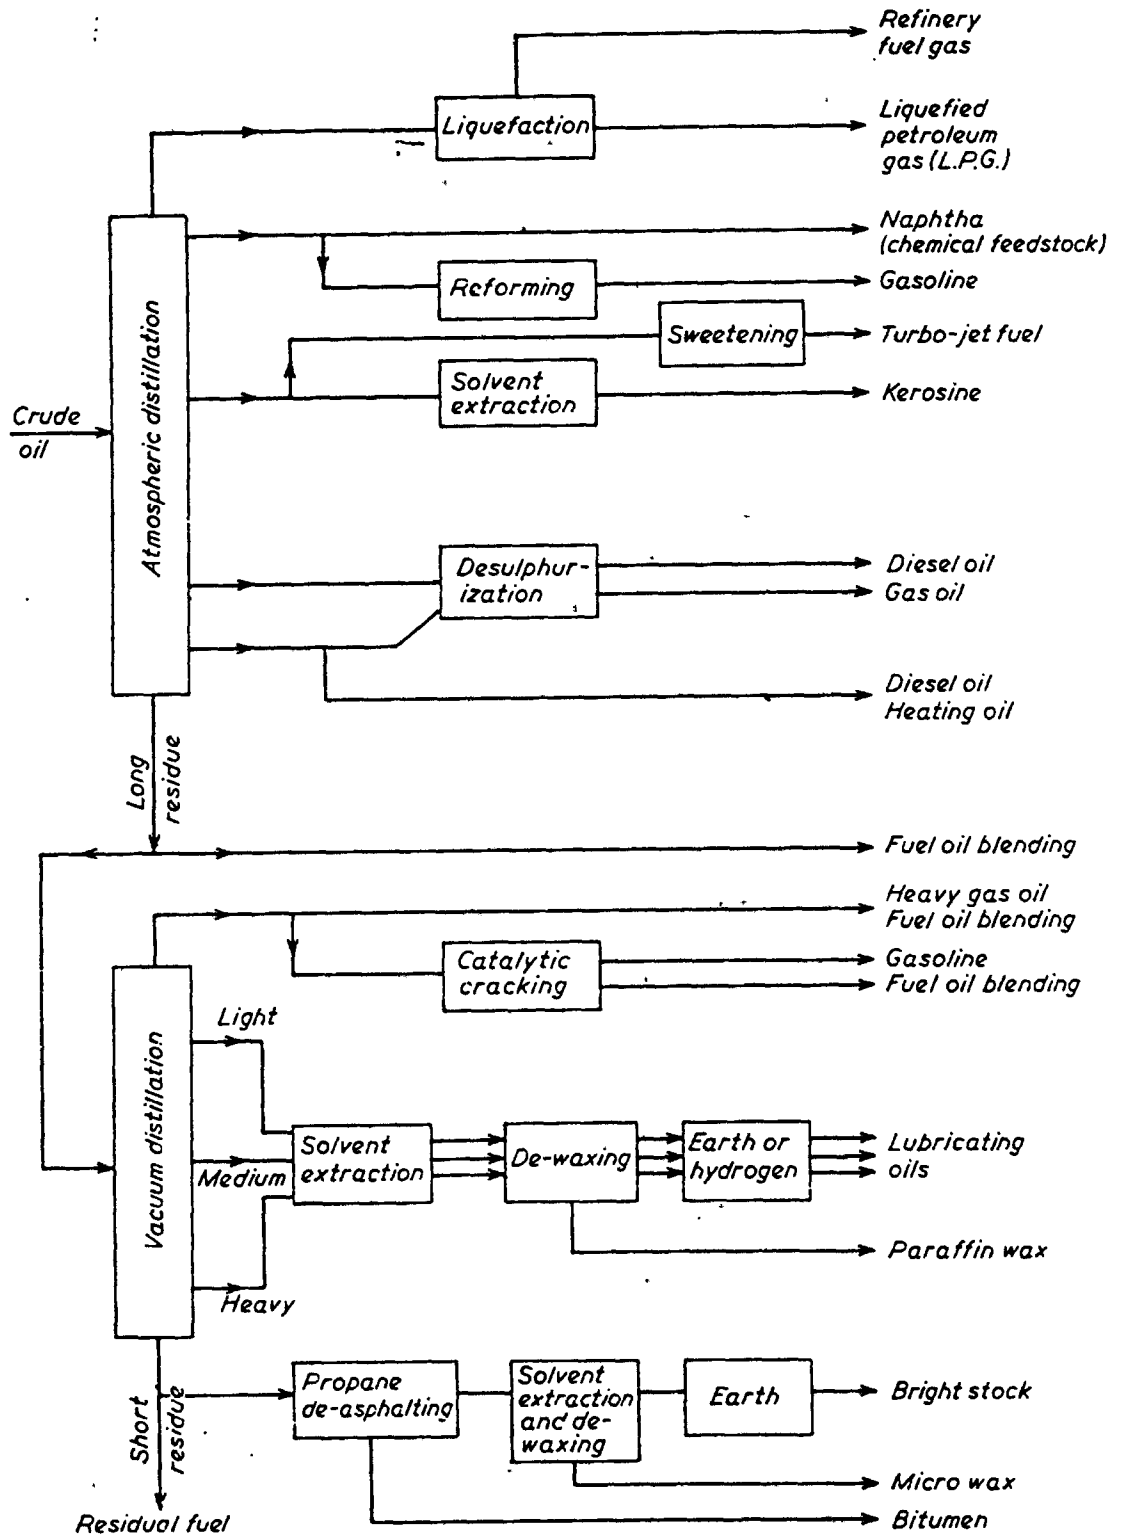 Refinery
fuel gas
Liquefaction
Liquefied
petroleum
gas (L.P.G.)
Naphtha
(chemical feedstock)
Reforming
Gasoline
Sweetening
Turbo-jet fuel
Solvent
extraction
Kerosine
Crude
oil
Atmospheric distillation
Desulphur-
ization
Diesel oil
Gas oil
Diesel oil
Heating oil
Long
residue
Fuel oil blending
Heavy gas oil
Fuel oil blending
Catalytic
cracking
Gasoline
Fuel oil blending
Light
Vacuum distillation
Medium
Heavy
Solvent
extraction
De-waxing
Earth or
hydrogen
Lubricating
oils
Paraffin wax
Short
residue
Propane
de-asphalting
Solvent
extraction
and de-
waxing
Earth
Bright stock
Micro wax
Bitumen
Residual fuel